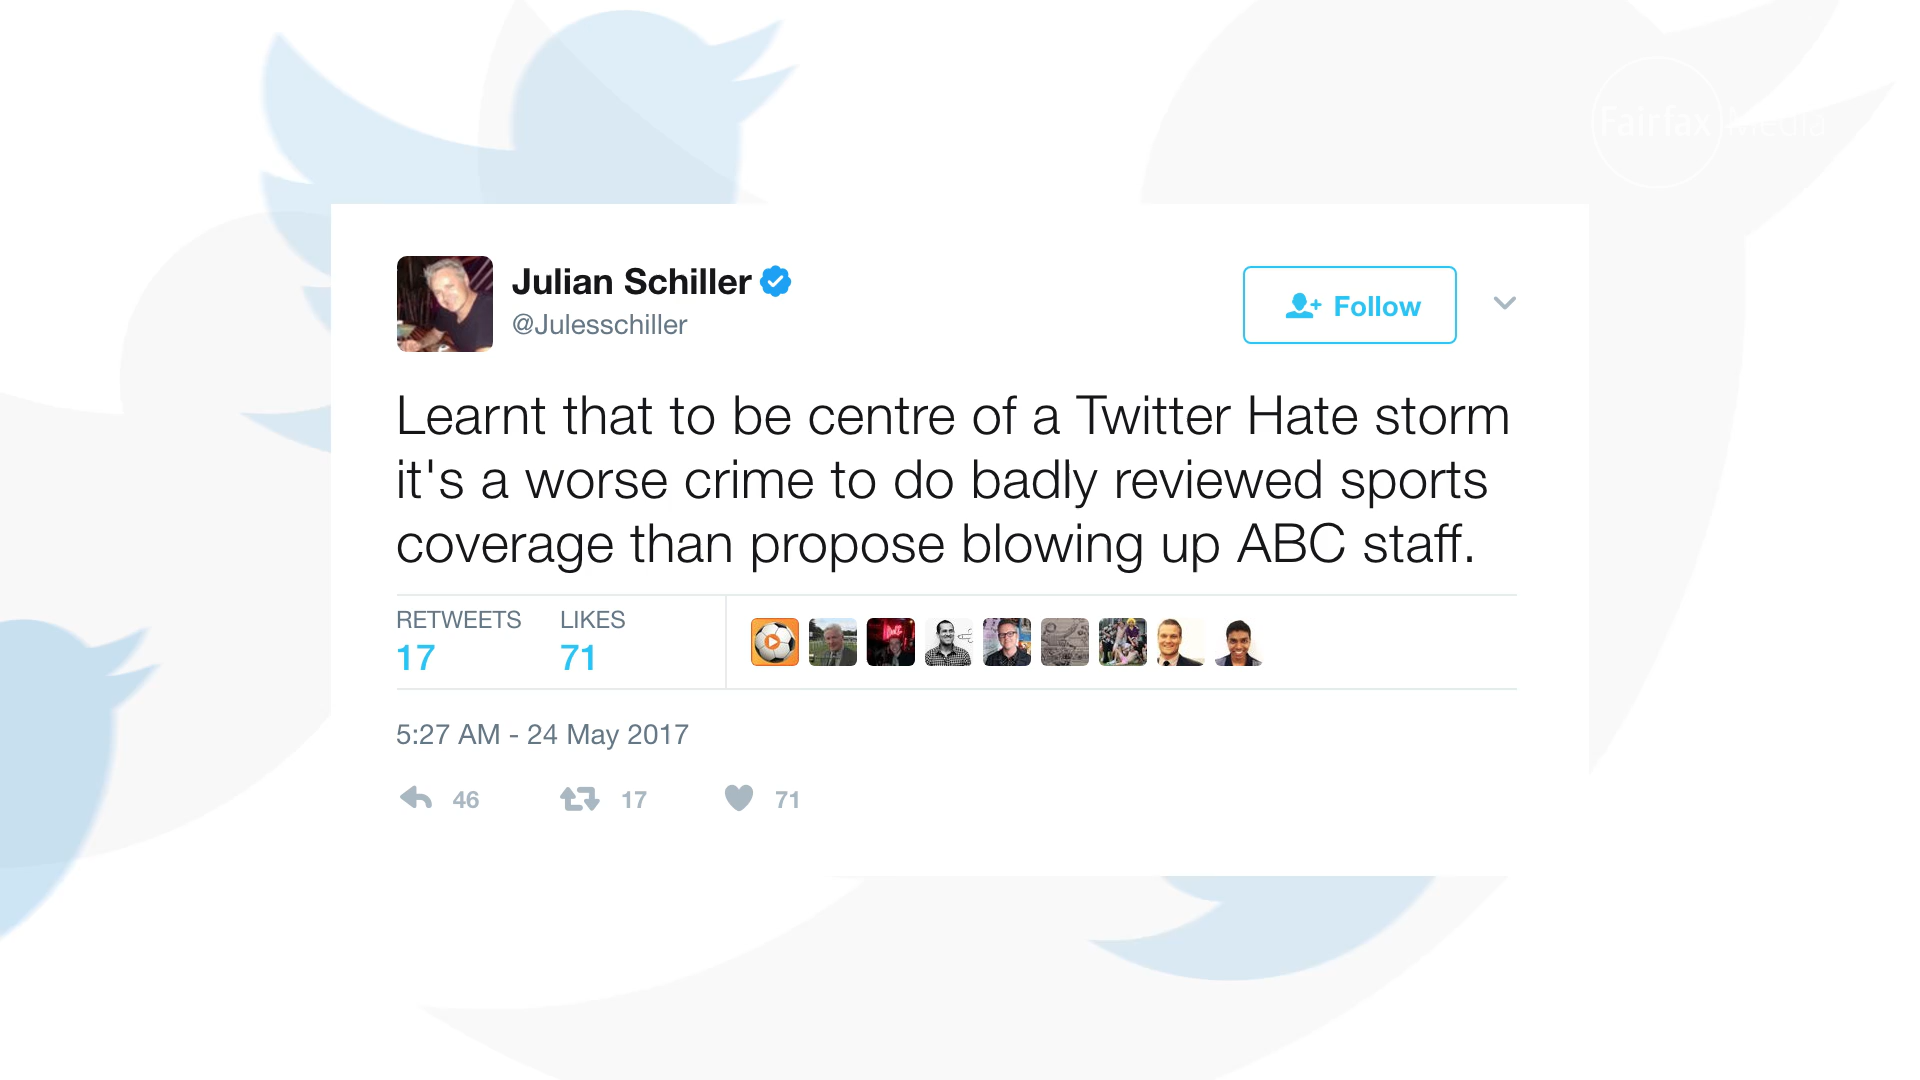 Fairfax Media
Julian Schiller
@Julesschiller
Follow
Learnt that to be centre of a Twitter Hate storm
it's a worse crime to do badly reviewed sports
coverage than propose blowing up ABC staff.
RETWEETS LIKES
17 71
5:27 AM - 24 May 2017
46 17 71